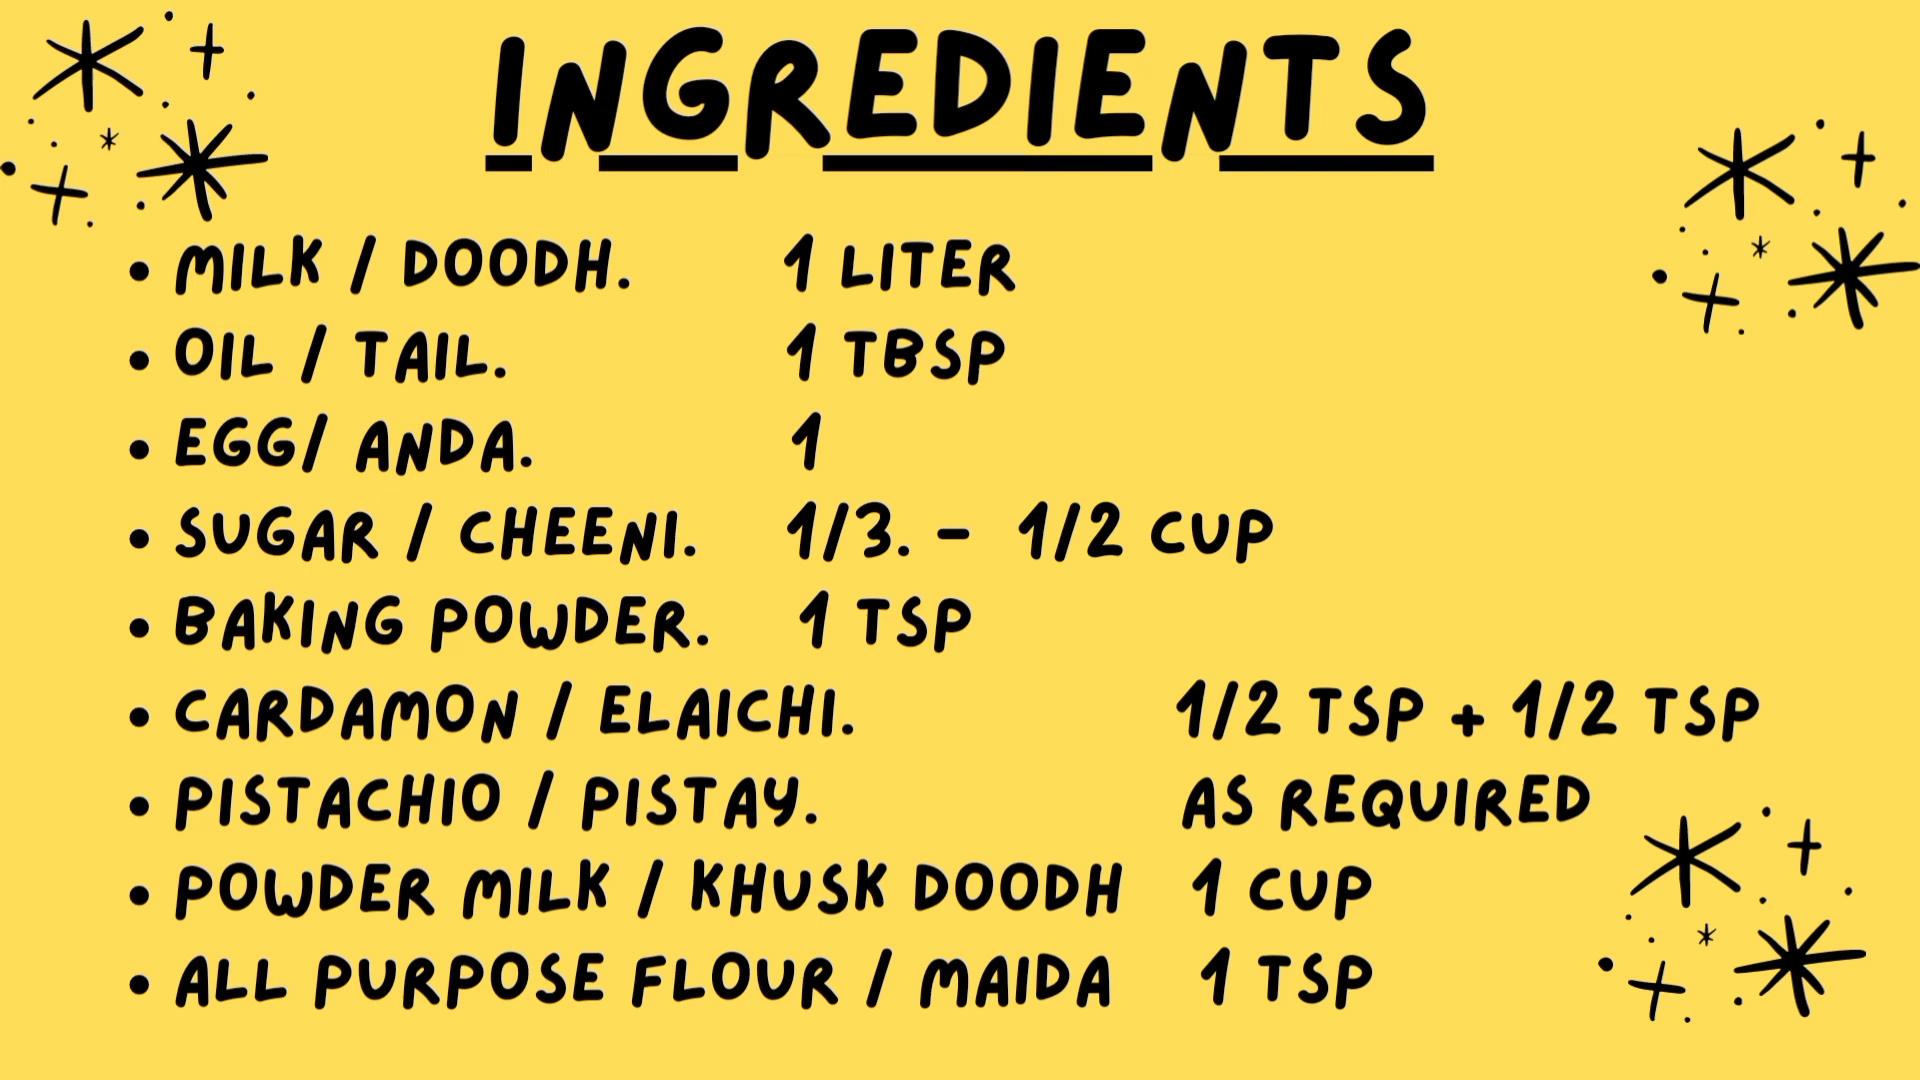 INGREDIENTS
• MILK / DOODH. 1 LITER
• OIL / TAIL. 1 TBSP
• EGG/ ANDA. 1
• SUGAR / CHEENI. 1/3. - 1/2 CUP
• BAKING POWDER. 1 TSP
• CARDAMON / ELAICHI. 1/2 TSP + 1/2 TSP
• PISTACHIO / PISTAY. AS REQUIRED
• POWDER MILK / KHUSK DOODH 1 CUP
• ALL PURPOSE FLOUR / MAIDA 1 TSP